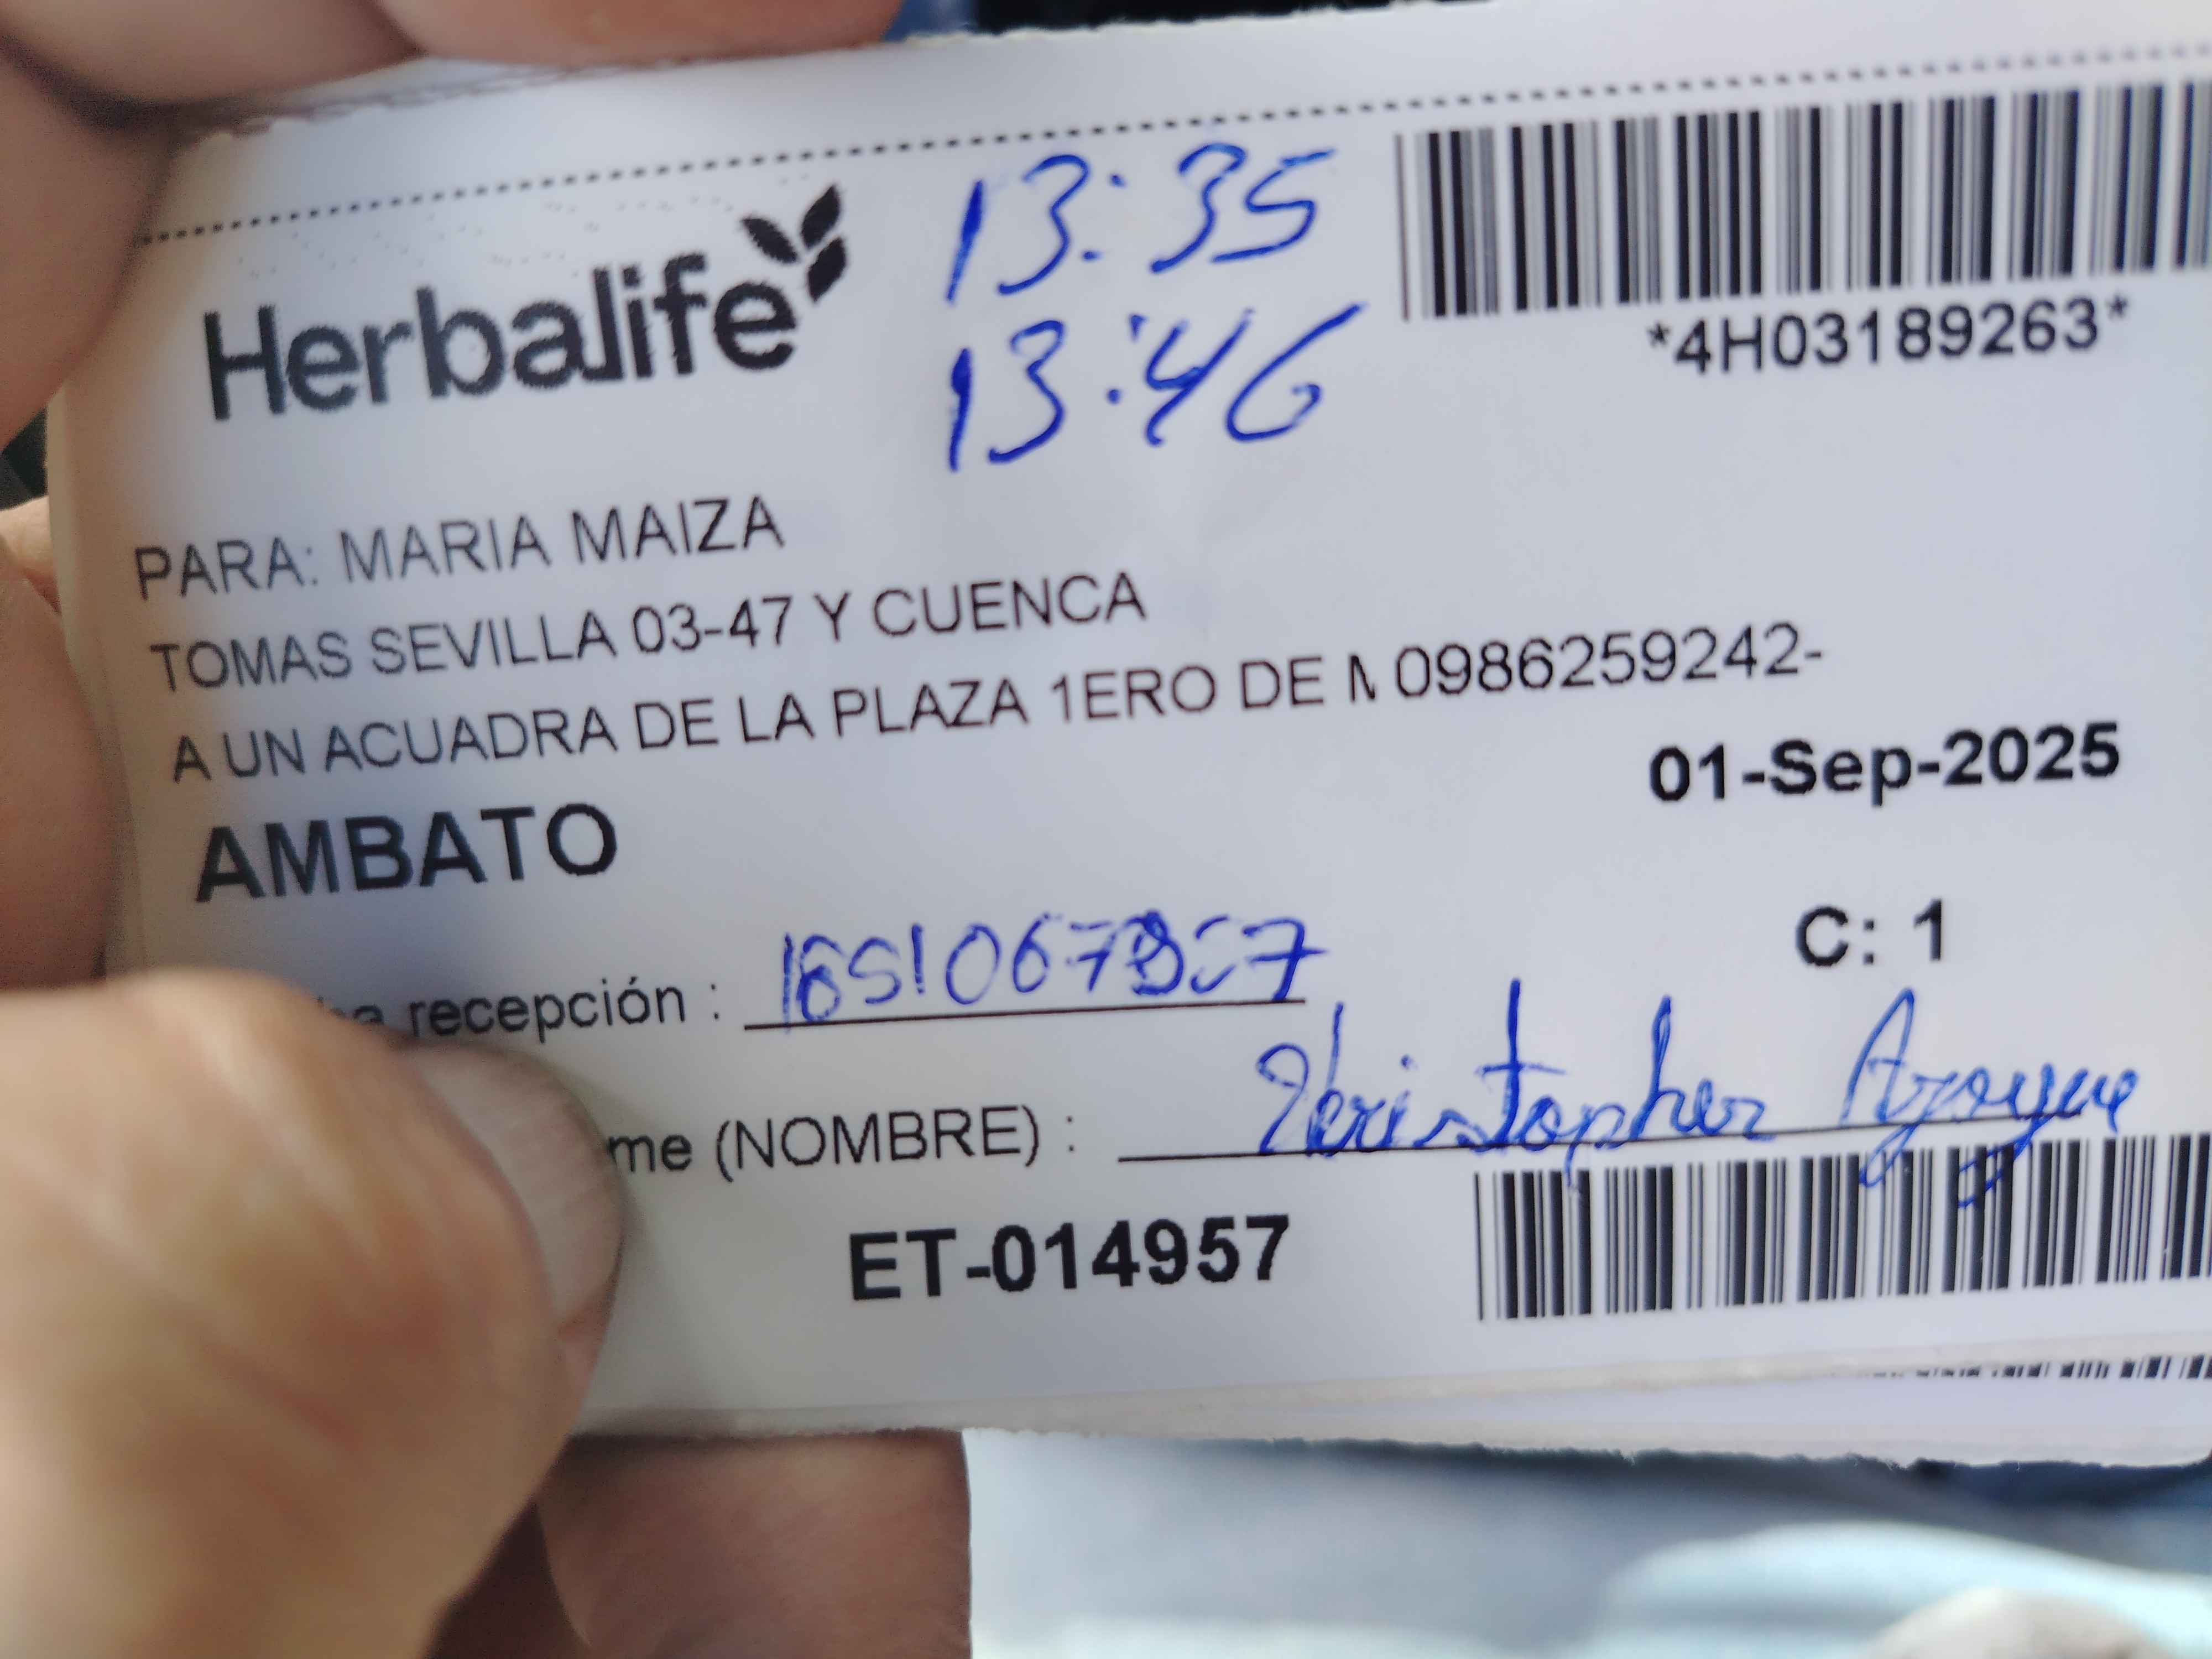 Herbalife
13:35
13:46
*4H03189263*
PARA: MARIA MAIZA
TOMAS SEVILLA 03-47 Y CUENCA
A UN ACUADRA DE LA PLAZA 1ERO DE M 0986259242-
01-Sep-2025
AMBATO
C: 1
recepción :
me (NOMBRE) : Christopher
ET-014957